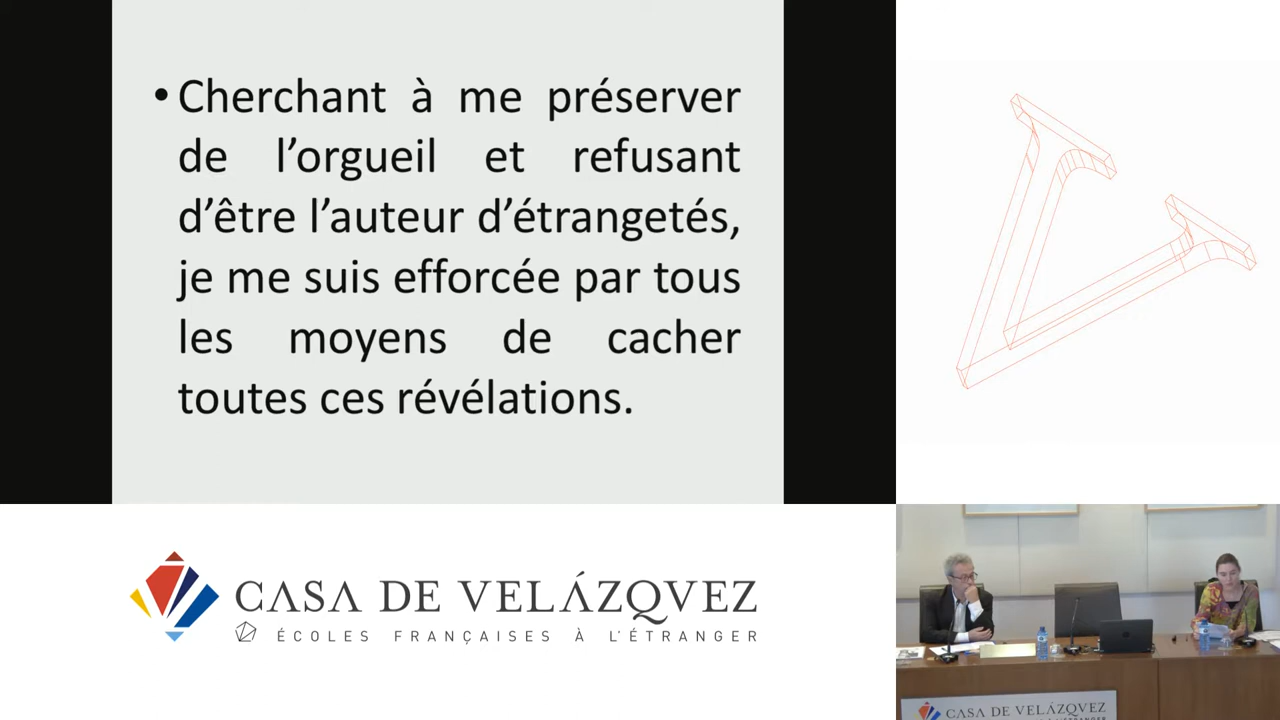 • Cherchant à me préserver
de l’orgueil et refusant
d’être l’auteur d’étrangetés,
je me suis efforcée par tous
les moyens de cacher
toutes ces révélations.
CASA DE VELÁZQVEZ
ÉCOLES FRANÇAISES À L’ÉTRANGER
CASA DE VELÁZQVEZ